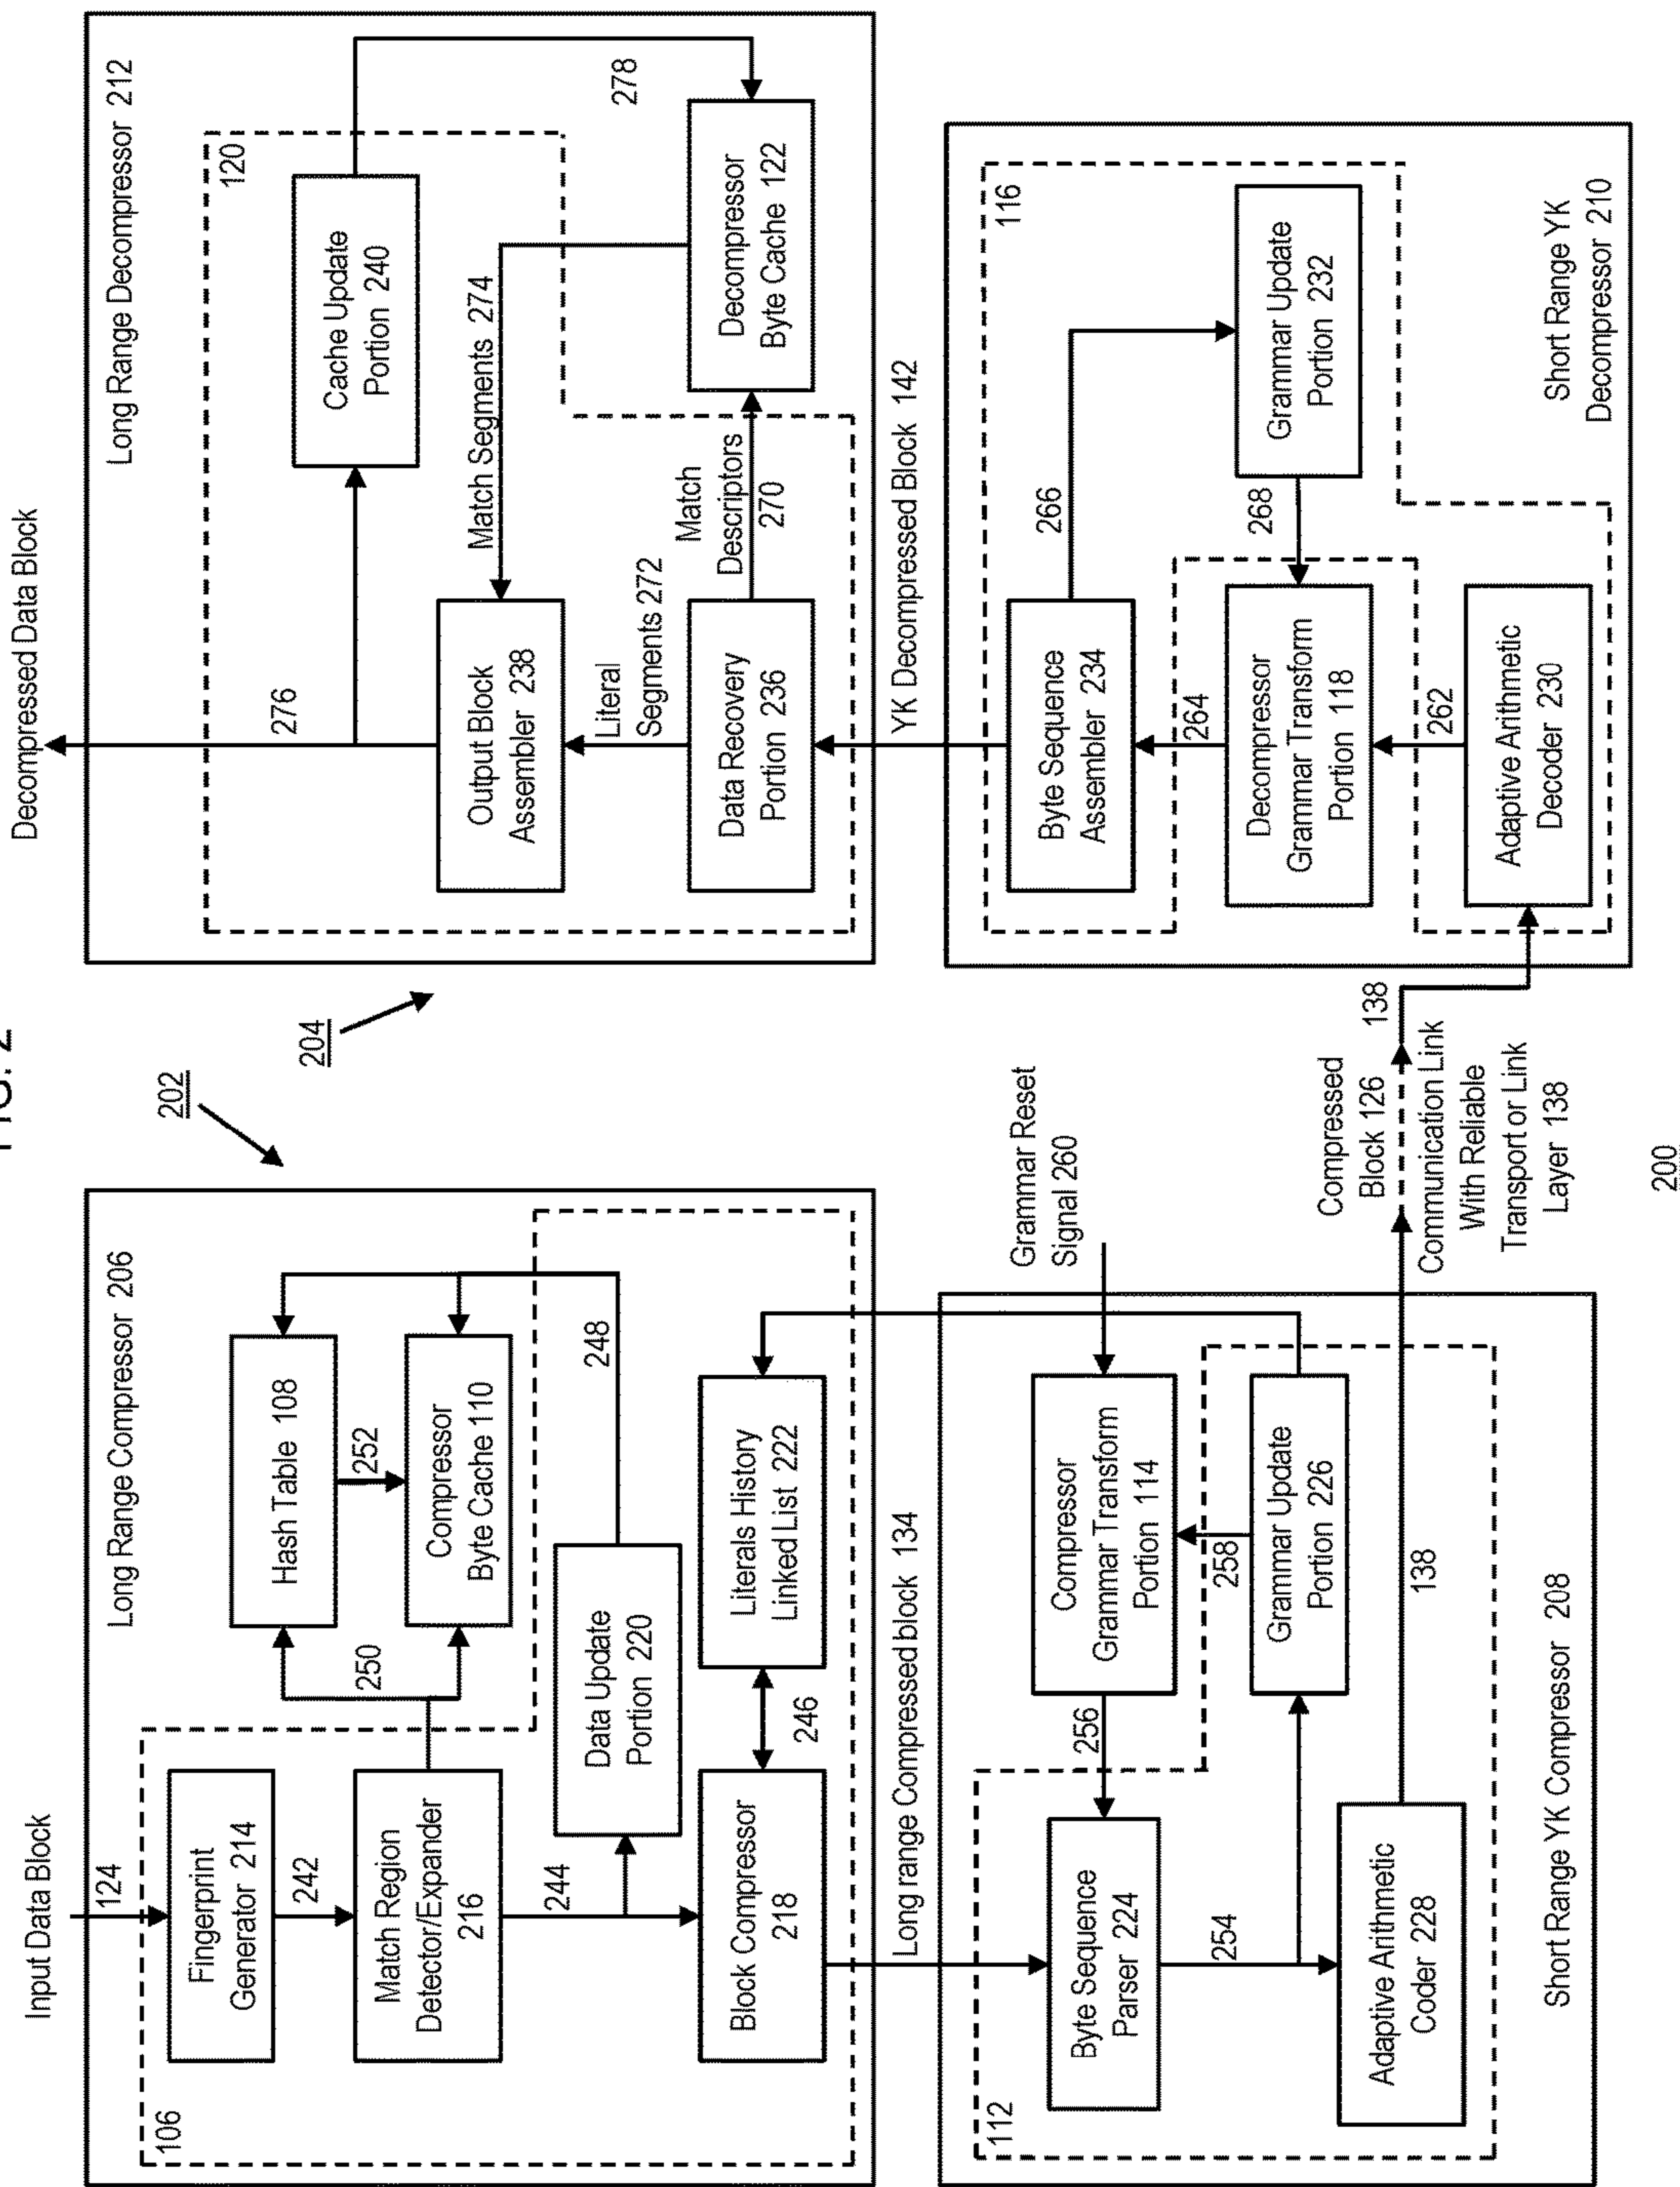 FIG. 2
Input Data Block
124
Long Range Compressor 206
106
Fingerprint
Generator 214
242
Match Region
Detector/Expander
216
250
Hash Table 108
252
Compressor
Byte Cache 110
244
Data Update
Portion 220
248
Block Compressor
218
246
Literals History
Linked List 222
Long range Compressed block 134
Grammar Reset
Signal 260
112
Byte Sequence
Parser 224
256
Compressor
Grammar Transform
Portion 114
254
258
Grammar Update
Portion 226
Adaptive Arithmetic
Coder 228
138
Short Range YK Compressor 208
202
204
Compressed
Block 126
138
Communication Link
With Reliable
Transport or Link
Layer 138
200
Decompressed Data Block
Long Range Decompressor 212
120
276
Cache Update
Portion 240
278
Output Block
Assembler 238
Match Segments 274
Literal
Segments 272
Match
Descriptors
270
Data Recovery
Portion 236
Decompressor
Byte Cache 122
YK Decompressed Block 142
116
Byte Sequence
Assembler 234
266
264
Decompressor
Grammar Transform
Portion 118
268
Grammar Update
Portion 232
262
Adaptive Arithmetic
Decoder 230
Short Range YK
Decompressor 210